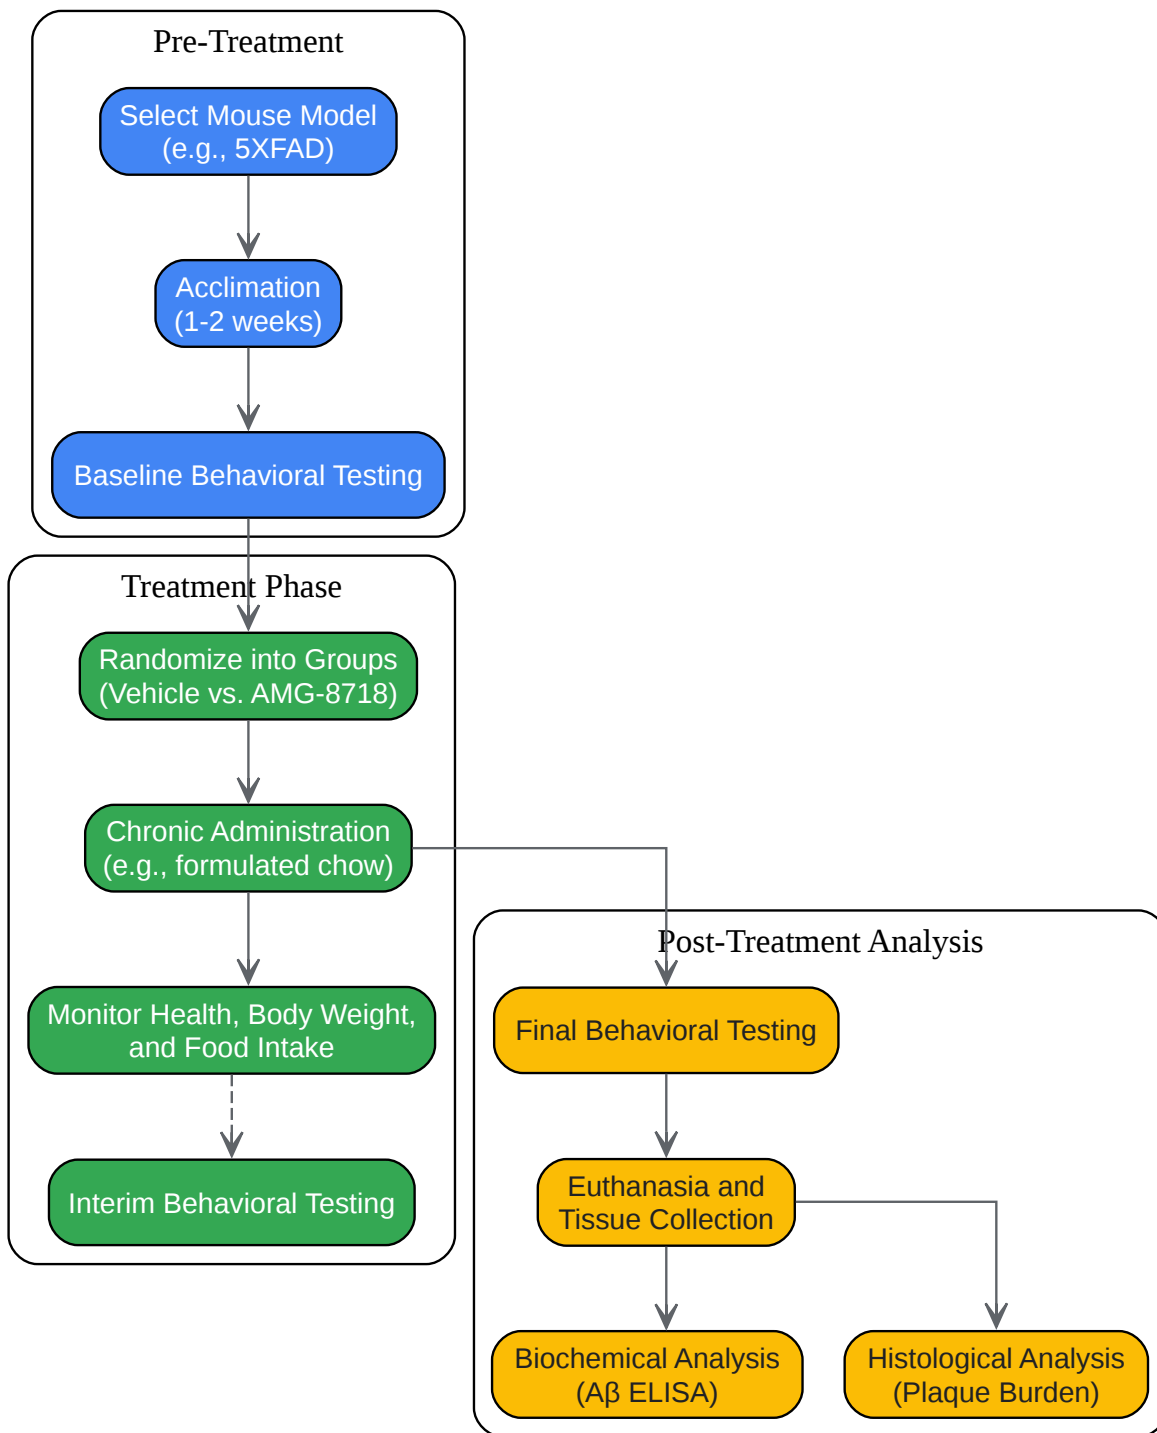 Pre-Treatment
Select Mouse Model
(e.g., 5XFAD)
Acclimation
(1-2 weeks)
Baseline Behavioral Testing
Treatment Phase
Randomize into Groups
(Vehicle vs. AMG-8718)
Chronic Administration
(e.g., formulated chow)
Monitor Health, Body Weight,
and Food Intake
Interim Behavioral Testing
Post-Treatment Analysis
Final Behavioral Testing
Euthanasia and
Tissue Collection
Biochemical Analysis
(Aβ ELISA)
Histological Analysis
(Plaque Burden)